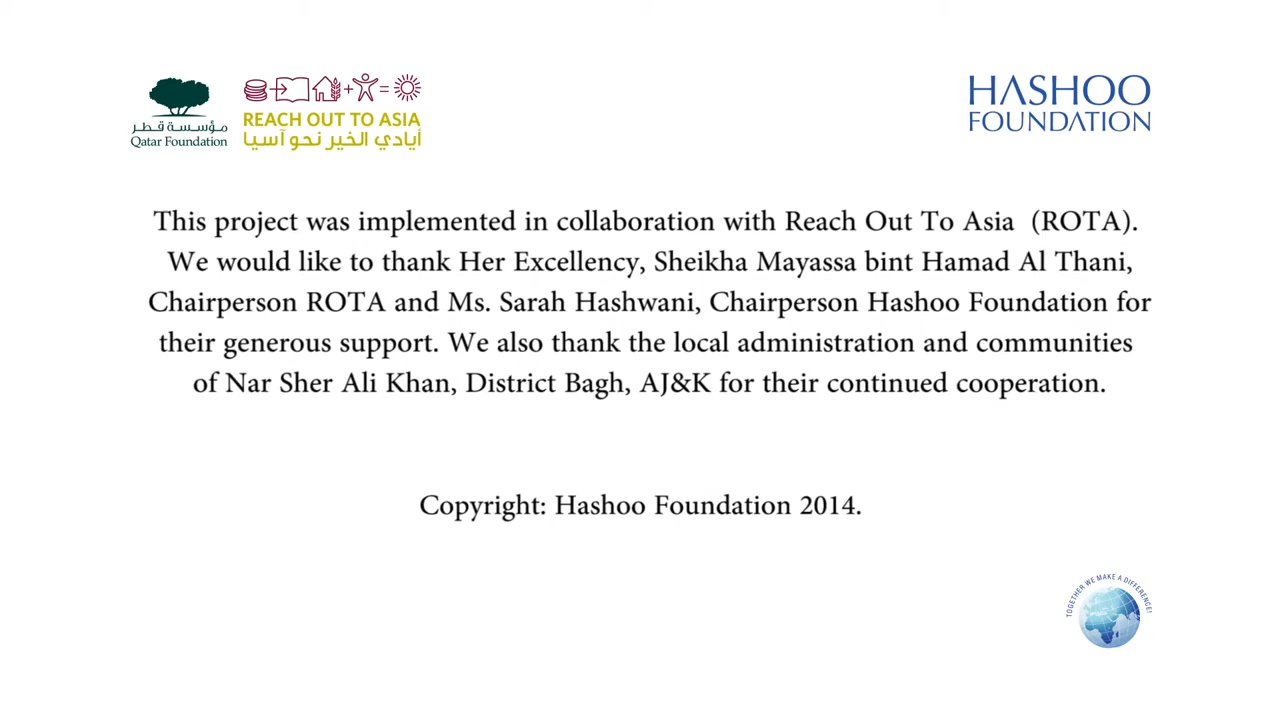 مؤسسة قطر
Qatar Foundation
REACH OUT TO ASIA
أيادي الخير نحو آسيا
HASHOO
FOUNDATION
This project was implemented in collaboration with Reach Out To Asia (ROTA).
We would like to thank Her Excellency, Sheikha Mayassa bint Hamad Al Thani,
Chairperson ROTA and Ms. Sarah Hashwani, Chairperson Hashoo Foundation for
their generous support. We also thank the local administration and communities
of Nar Sher Ali Khan, District Bagh, AJ&K for their continued cooperation.
Copyright: Hashoo Foundation 2014.
TOGETHER WE MAKE A DIFFERENCE!